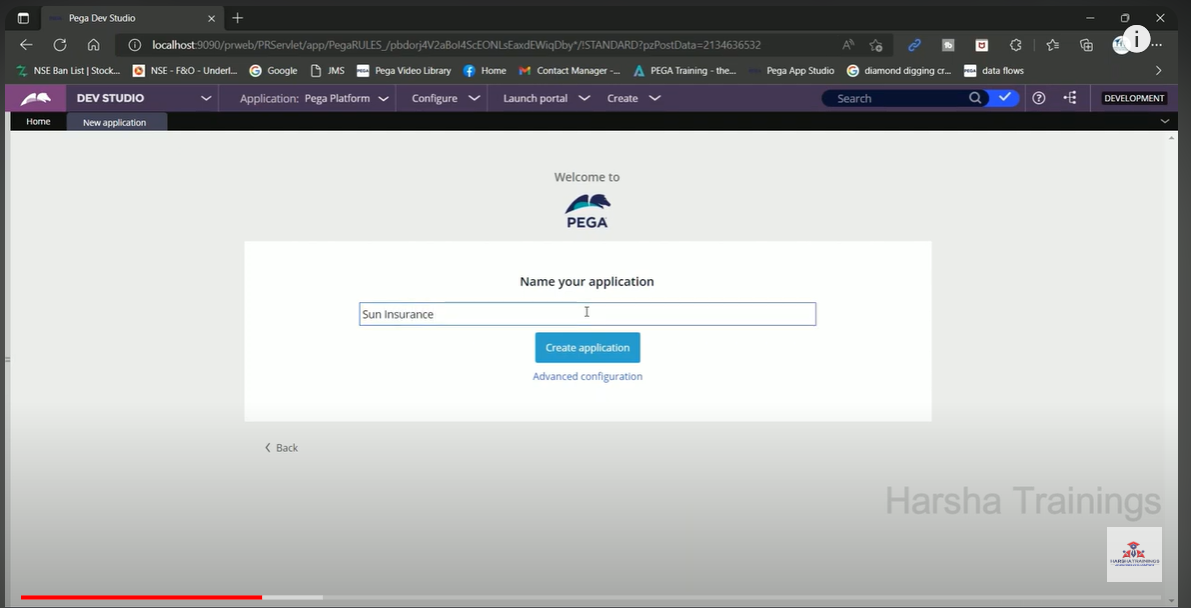 Pega Dev Studio
localhost:9090/prweb/PRServlet/app/PegaRULES_/pbdorj4V2aBoI4ScEONLsEaxdEWiqDby*/!STANDARD?pzPostData=2134636532
NSE Ban List | Stock... NSE - F&O - Underl... Google JMS Pega Video Library Home Contact Manager -... PEGA Training - the... Pega App Studio diamond digging cr... data flows
DEV STUDIO Application: Pega Platform Configure Launch portal Create Search DEVELOPMENT
Home New application
Welcome to
PEGA
Name your application
Sun Insurance
Create application
Advanced configuration
Back
Harsha Trainings
HARSHA TRAININGS